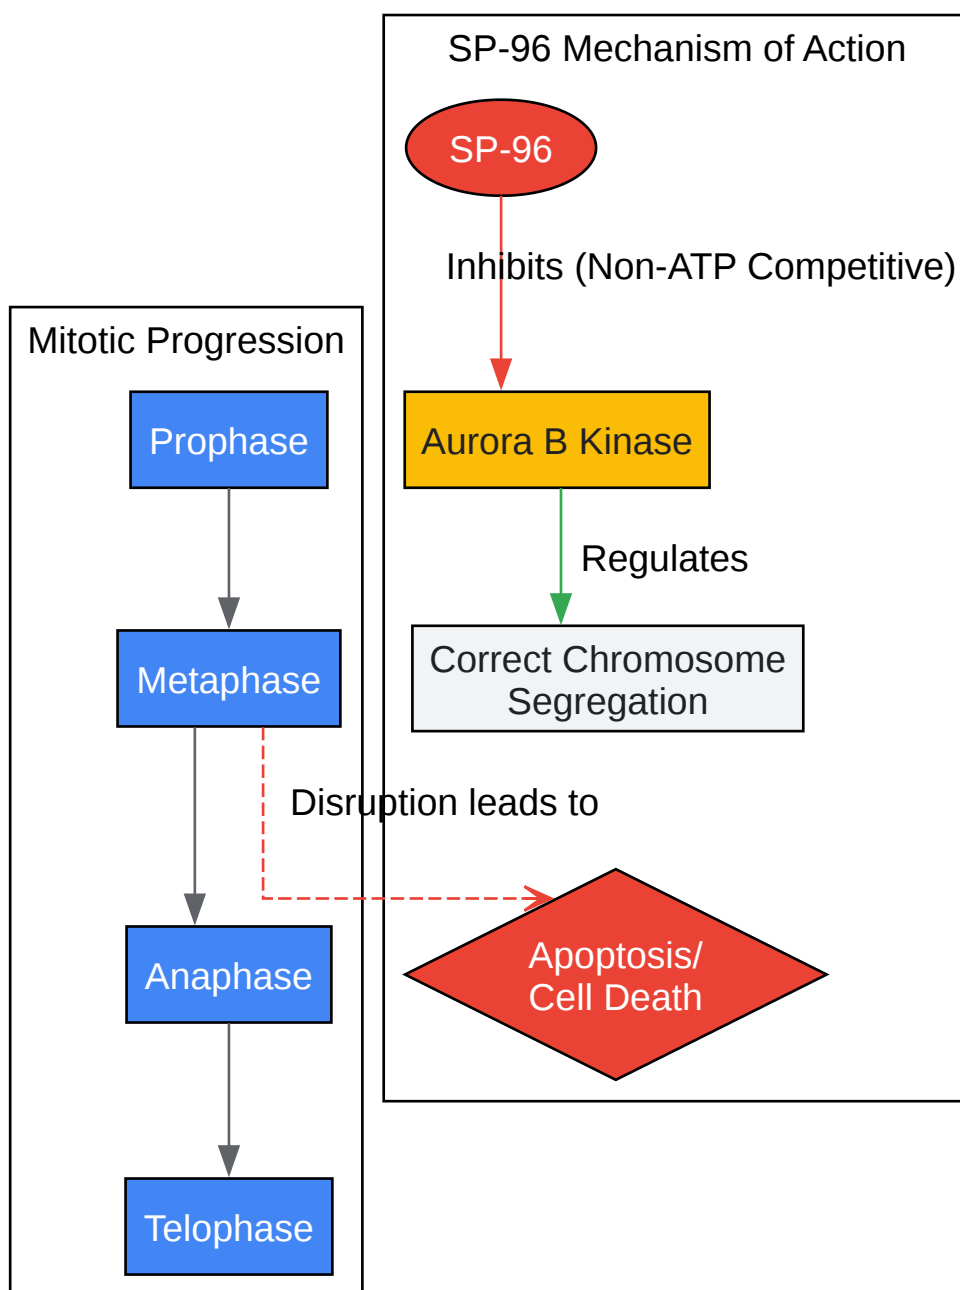 SP-96 Mechanism of Action
SP-96
Inhibits (Non-ATP Competitive)
Mitotic Progression
Prophase
Aurora B Kinase
Regulates
Metaphase
Correct Chromosome
Segregation
Disruption leads to
Anaphase
Apoptosis/
Cell Death
Telophase